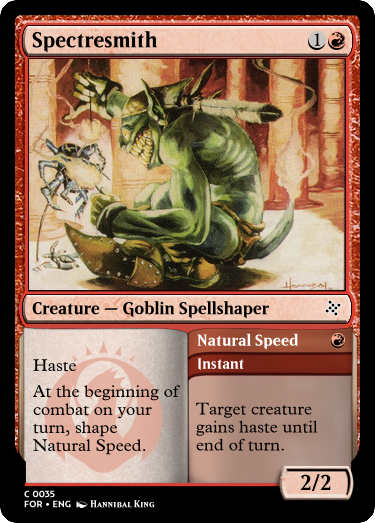 Spectresmith 1
HANNIBAL
Creature — Goblin Spellshaper
Haste
At the beginning of
combat on your
turn, shape
Natural Speed.
Natural Speed
Instant
Target creature
gains haste until
end of turn.
2/2
C 0035
FOR • ENG Hannibal King